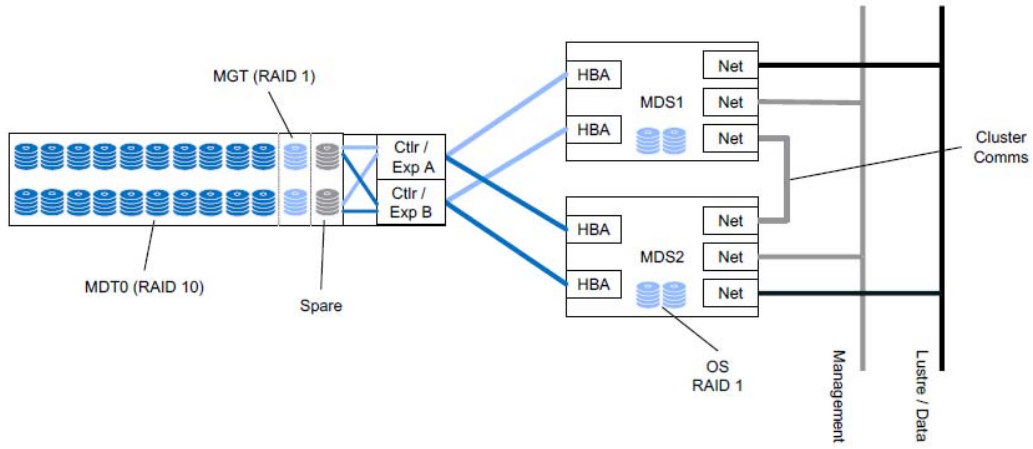 MGT (RAID 1)
MDT0 (RAID 10)
Spare
Ctlr /
Exp A
Ctlr /
Exp B
HBA
HBA
MDS1
Net
Net
Net
HBA
HBA
MDS2
Net
Net
Net
OS
RAID 1
Cluster
Comms
Management
Lustre / Data